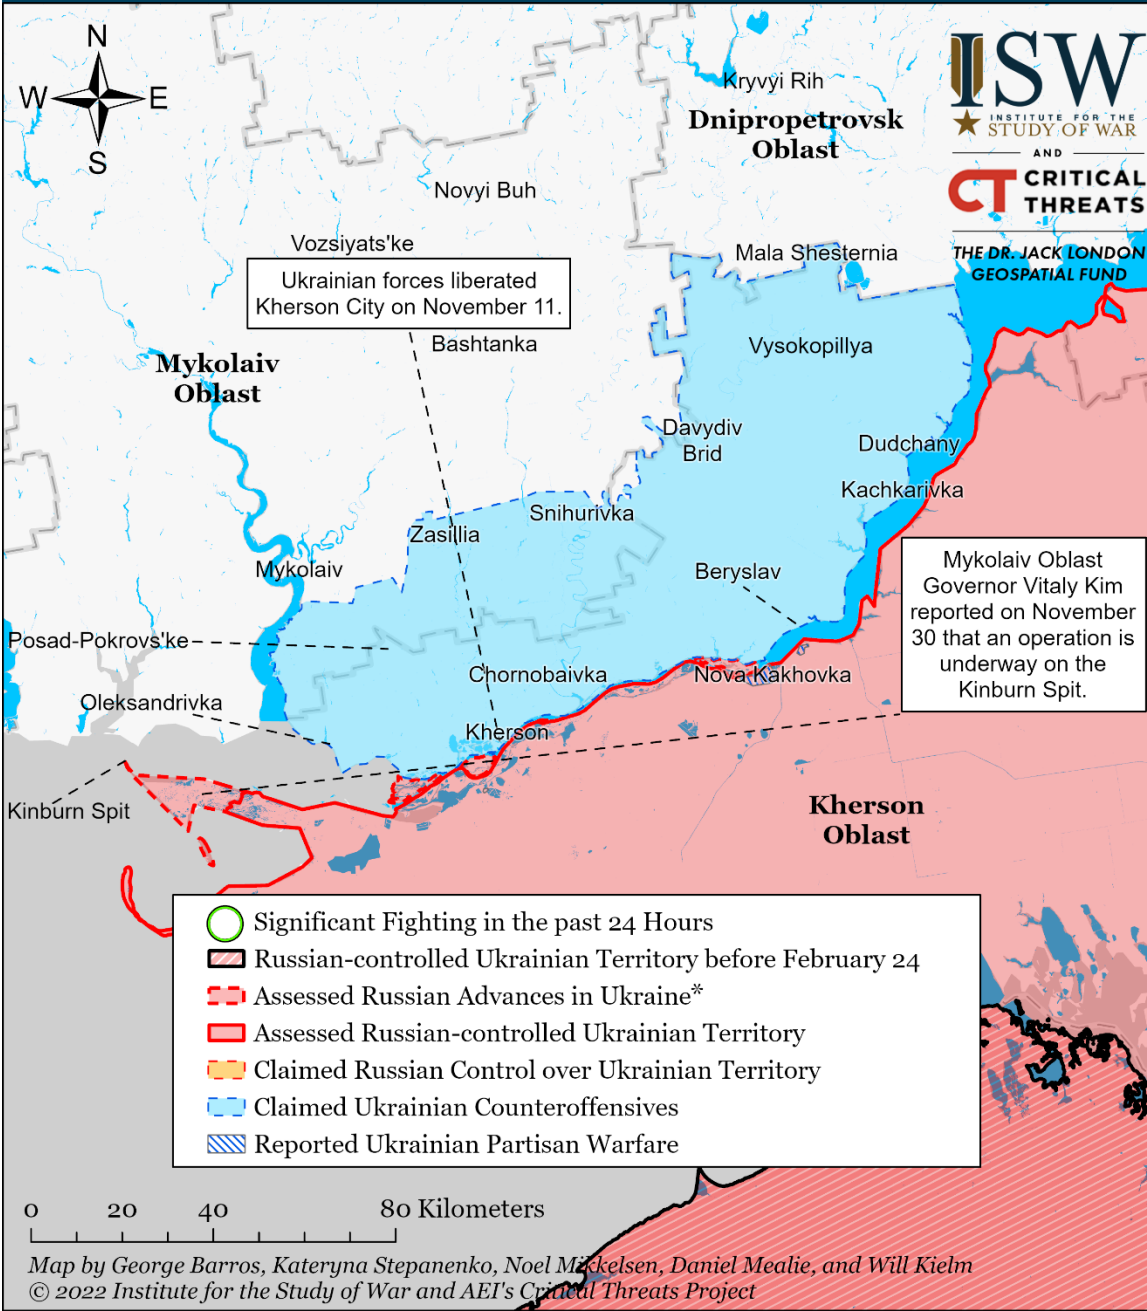 N
W E
S
ISW
INSTITUTE FOR THE
STUDY OF WAR
AND
CT CRITICAL
THREATS
THE DR. JACK LONDON
GEOSPATIAL FUND
Kryvyi Rih
Dnipropetrovsk
Oblast
Novyi Buh
Vozsiyats'ke
Mala Shesternia
Ukrainian forces liberated
Kherson City on November 11.
Bashtanka
Vysokopillya
Mykolaiv
Oblast
Davydiv
Brid
Dudchany
Kachkarivka
Snihurivka
Zasillia
Mykolaiv
Beryslav
Mykolaiv Oblast
Governor Vitaly Kim
reported on November
30 that an operation is
underway on the
Kinburn Spit.
Posad-Pokrovs'ke
Chornobaivka
Nova Kakhovka
Oleksandrivka
Kherson
Kinburn Spit
Kherson
Oblast
Significant Fighting in the past 24 Hours
Russian-controlled Ukrainian Territory before February 24
Assessed Russian Advances in Ukraine*
Assessed Russian-controlled Ukrainian Territory
Claimed Russian Control over Ukrainian Territory
Claimed Ukrainian Counteroffensives
Reported Ukrainian Partisan Warfare
0 20 40 80 Kilometers
Map by George Barros, Kateryna Stepanenko, Noel Mikkelsen, Daniel Mealie, and Will Kielm
© 2022 Institute for the Study of War and AEI's Critical Threats Project